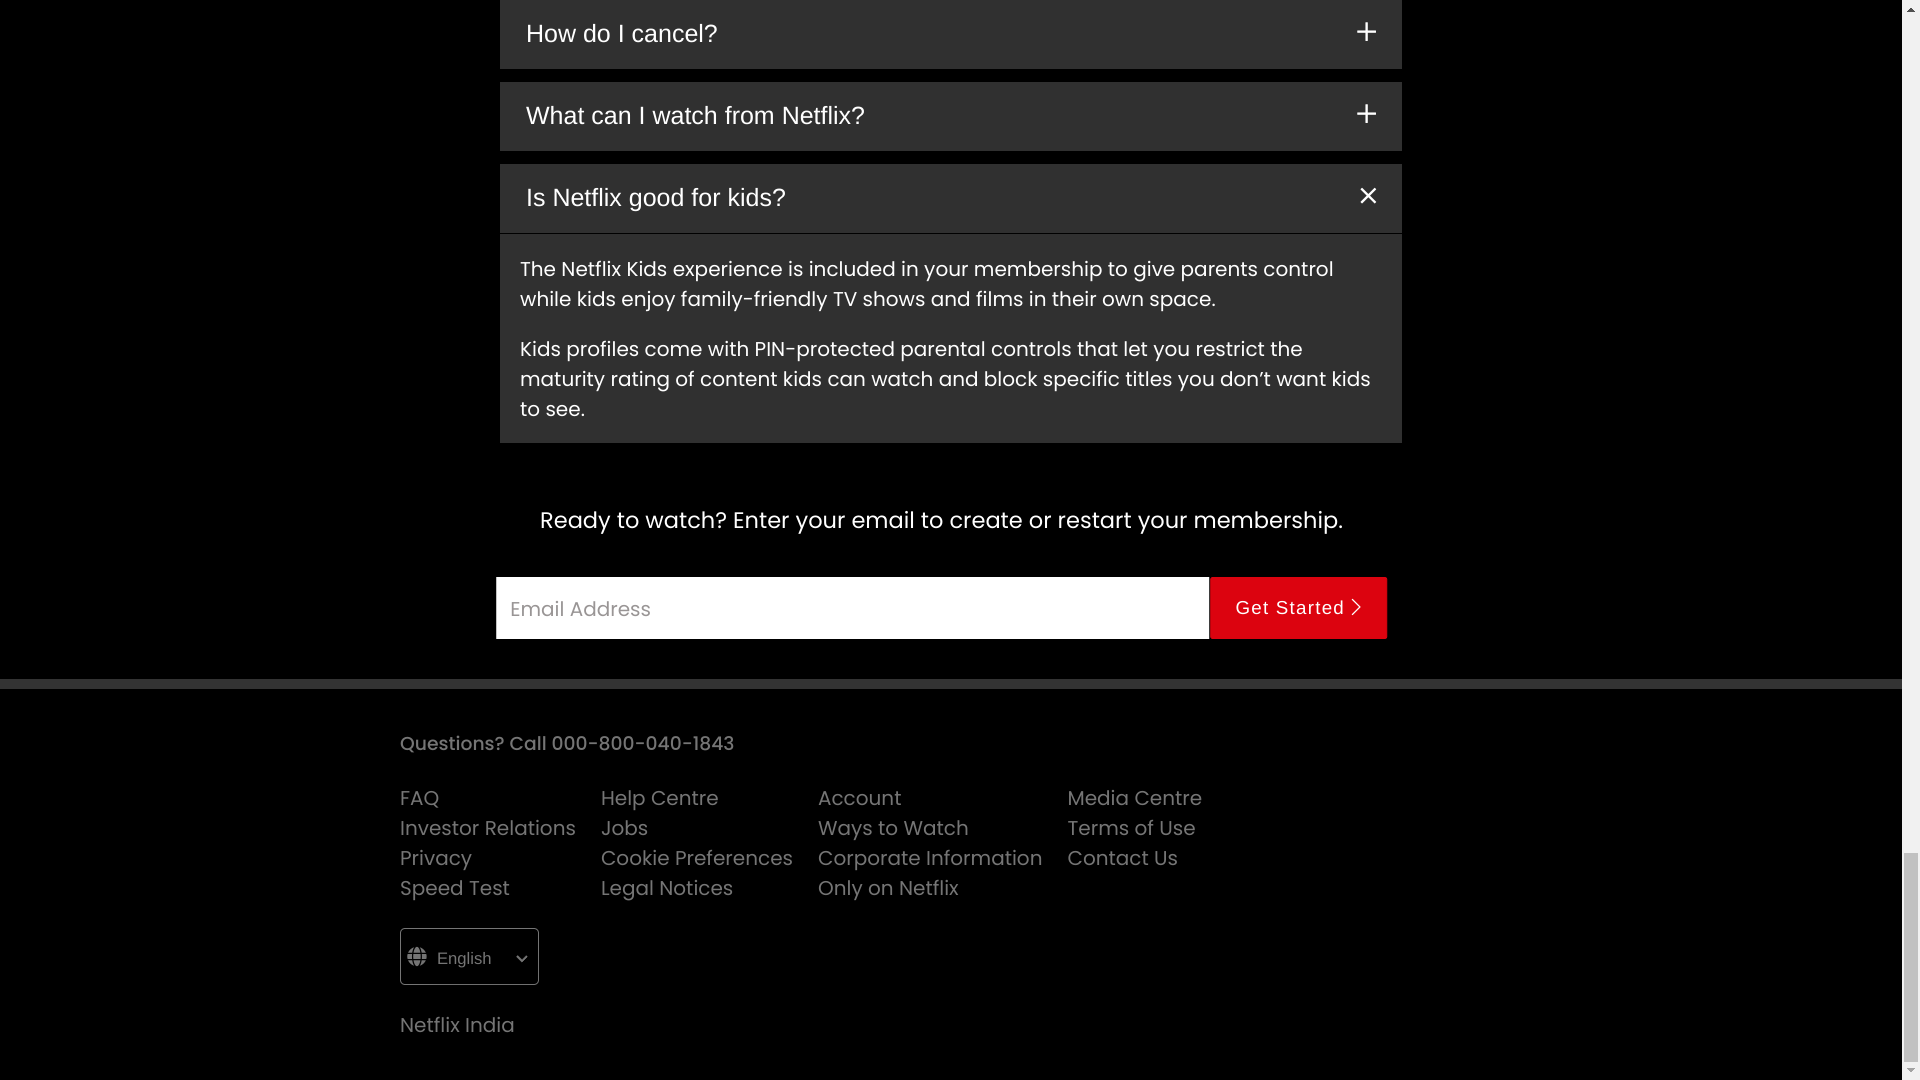 How do I cancel?
What can I watch from Netflix?
Is Netflix good for kids?
The Netflix Kids experience is included in your membership to give parents control
while kids enjoy family-friendly TV shows and films in their own space.
Kids profiles come with PIN-protected parental controls that let you restrict the
maturity rating of content kids can watch and block specific titles you don’t want kids
to see.
Ready to watch? Enter your email to create or restart your membership.
Email Address
Get Started
Questions? Call 000-800-040-1843
FAQ Help Centre Account Media Centre
Investor Relations Jobs Ways to Watch Terms of Use
Privacy Cookie Preferences Corporate Information Contact Us
Speed Test Legal Notices Only on Netflix
English
Netflix India